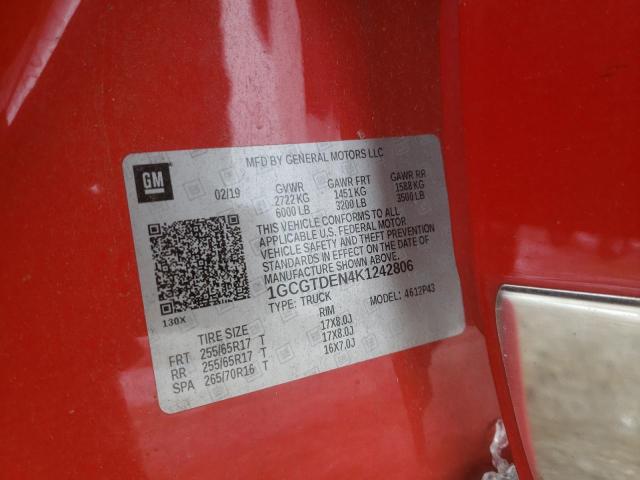 MFD BY GENERAL MOTORS LLC
GM
02/19 GVWR GAWR FRT GAWR RR
2722 KG 1451 KG 1588 KG
6000 LB 3200 LB 3500 LB
THIS VEHICLE CONFORMS TO ALL
APPLICABLE U.S. FEDERAL MOTOR
VEHICLE SAFETY AND THEFT PREVENTION
STANDARDS IN EFFECT ON THE DATE OF
MANUFACTURE SHOWN ABOVE.
1GCGTDEN4K1242806
TYPE: TRUCK MODEL: 4612P43
130X
TIRE SIZE RIM
FRT 255/65R17 T 17X8.0J
RR 255/65R17 T 17X8.0J
SPA 265/70R16 T 16X7.0J